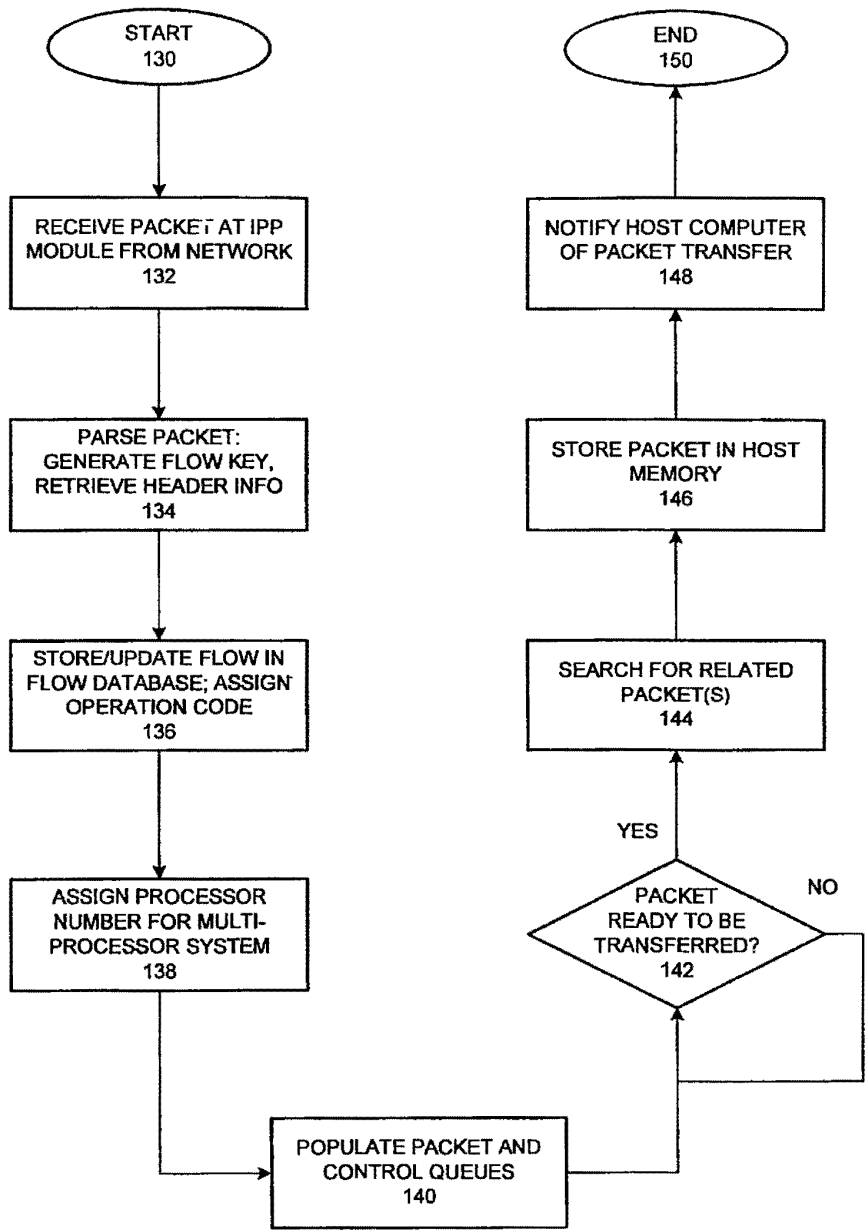 START
130
RECEIVE PACKET AT IPP
MODULE FROM NETWORK
132
PARSE PACKET:
GENERATE FLOW KEY,
RETRIEVE HEADER INFO
134
STORE/UPDATE FLOW IN
FLOW DATABASE; ASSIGN
OPERATION CODE
136
ASSIGN PROCESSOR
NUMBER FOR MULTI-
PROCESSOR SYSTEM
138
POPULATE PACKET AND
CONTROL QUEUES
140
PACKET
READY TO BE
TRANSFERRED?
142
NO
YES
SEARCH FOR RELATED
PACKET(S)
144
STORE PACKET IN HOST
MEMORY
146
NOTIFY HOST COMPUTER
OF PACKET TRANSFER
148
END
150